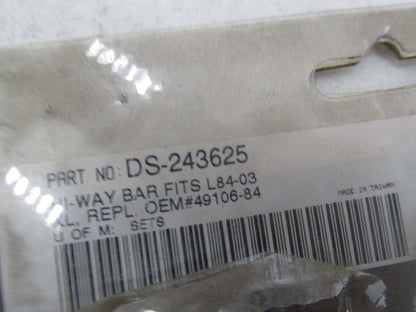 PART NO: DS-243625
HI-WAY BAR FITS L84-03
XL, REPL. OEM#49106-84
U OF M: SETS
MADE IN TAIWAN